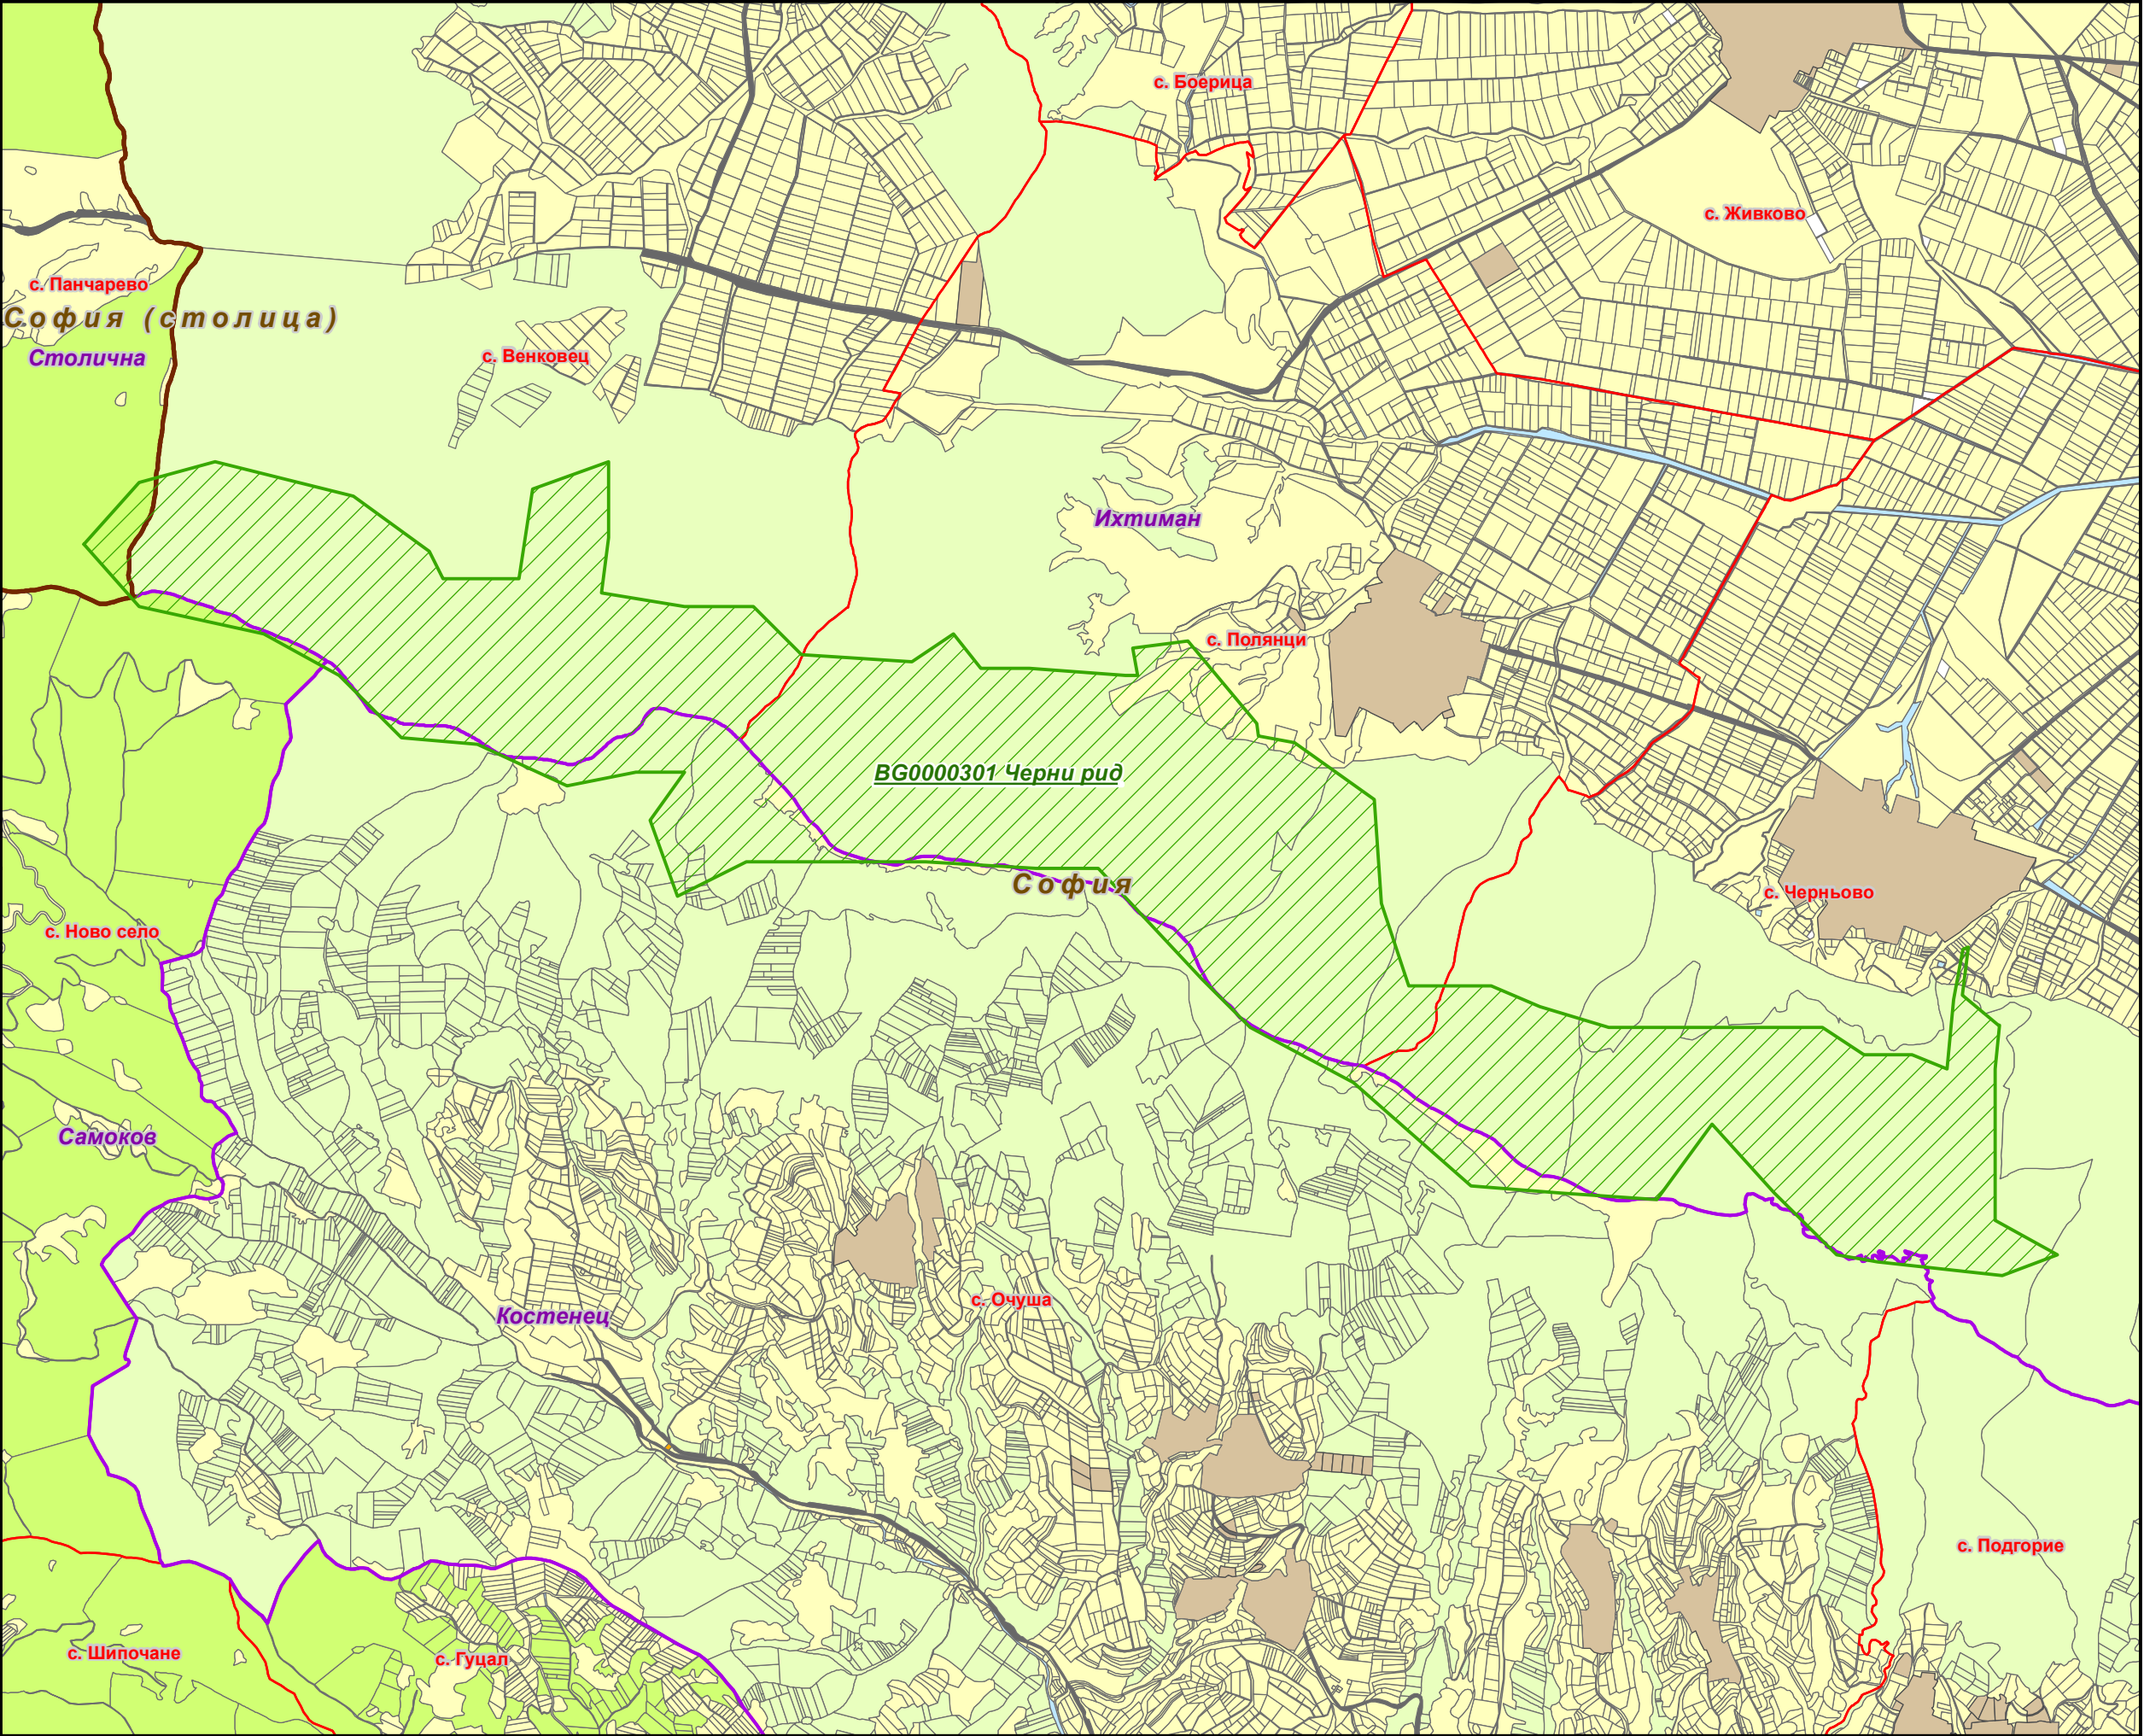 с. Боерица
с. Живково
с. Панчарево
София (столица)
Столична
с. Венковец
Ихтиман
с. Полянци
BG0000301 Черни рид
София
с. Черньово
с. Ново село
Самоков
Костенец
с. Очуша
с. Подгорие
с. Шипочане
с. Гуцал